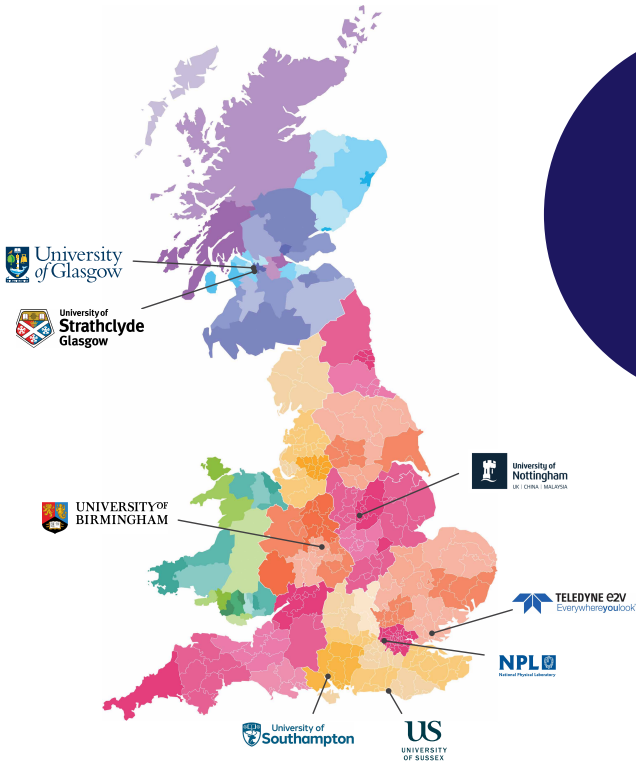 University
of Glasgow
University of
Strathclyde
Glasgow
University of
Nottingham
UK | CHINA | MALAYSIA
UNIVERSITY OF
BIRMINGHAM
TELEDYNE e2v
Everywhereyoulook
NPL
National Physical Laboratory
University of
Southampton
US
UNIVERSITY
OF SUSSEX